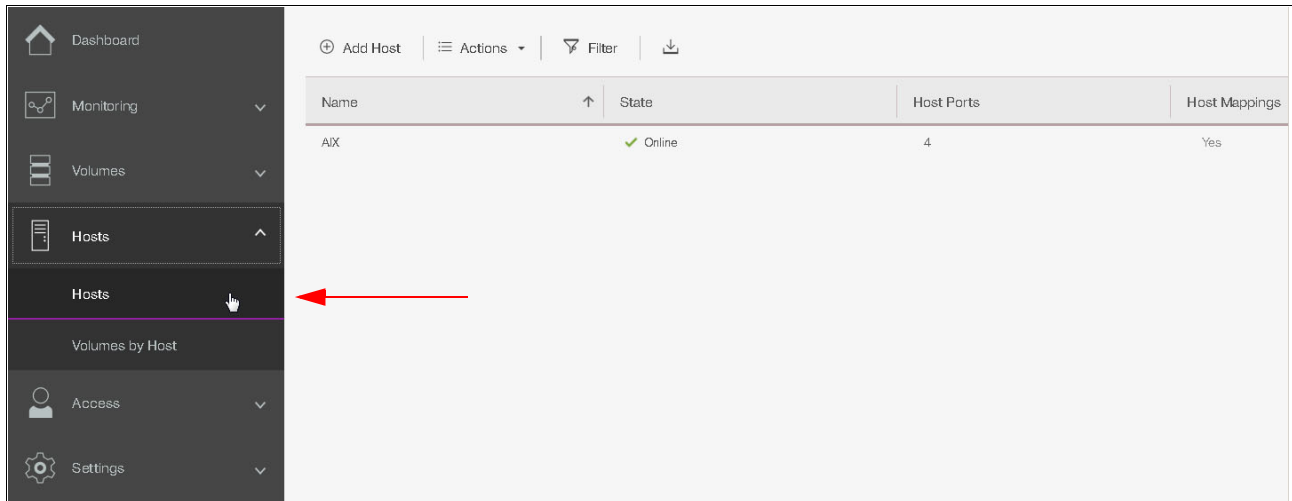 Dashboard
Monitoring
Volumes
Hosts
Hosts
Volumes by Host
Access
Settings
Add Host Actions Filter
Name State Host Ports Host Mappings
AIX Online 4 Yes